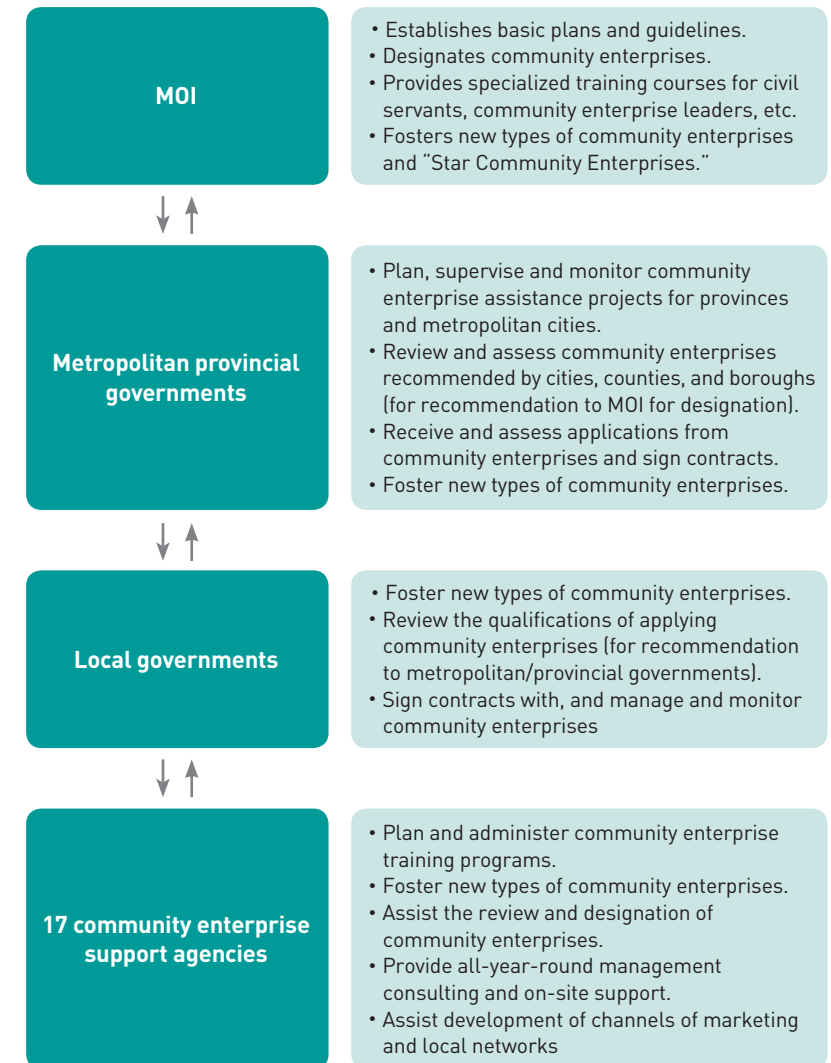 MOI
• Establishes basic plans and guidelines.
• Designates community enterprises.
• Provides specialized training courses for civil
servants, community enterprise leaders, etc.
• Fosters new types of community enterprises
and “Star Community Enterprises.”
Metropolitan provincial
governments
• Plan, supervise and monitor community
enterprise assistance projects for provinces
and metropolitan cities.
• Review and assess community enterprises
recommended by cities, counties, and boroughs
(for recommendation to MOI for designation).
• Receive and assess applications from
community enterprises and sign contracts.
• Foster new types of community enterprises.
Local governments
• Foster new types of community enterprises.
• Review the qualifications of applying
community enterprises (for recommendation
to metropolitan/provincial governments).
• Sign contracts with, and manage and monitor
community enterprises
17 community enterprise
support agencies
• Plan and administer community enterprise
training programs.
• Foster new types of community enterprises.
• Assist the review and designation of
community enterprises.
• Provide all-year-round management
consulting and on-site support.
• Assist development of channels of marketing
and local networks